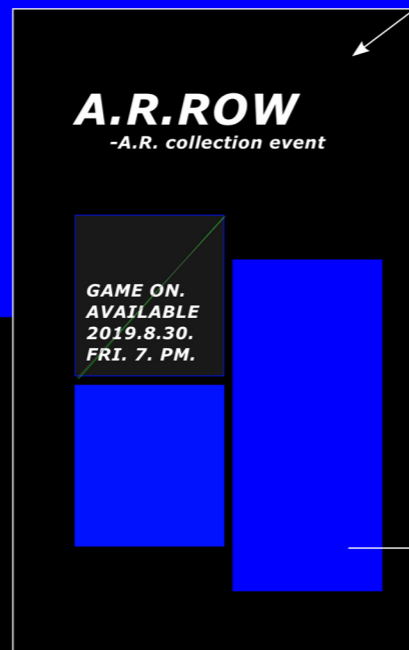 A.R.ROW
-A.R. collection event
GAME ON.
AVAILABLE
2019.8.30.
FRI. 7. PM.